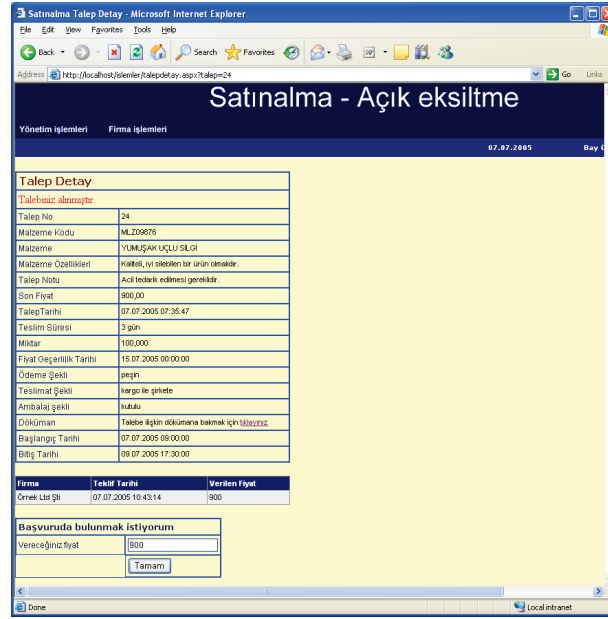 Satınalma Talep Detay - Microsoft Internet Explorer
File Edit View Favorites Tools Help
Back Search Favorites
Address http://localhost/islemler/talepdetay.aspx?talep=24 Go Links
Satınalma - Açık eksiltme
Yönetim işlemleri Firma işlemleri
07.07.2005 Bay
Talep Detay
Talebiniz alınmıştır.
Talep No 24
Malzeme Kodu MLZ09876
Malzeme YUMUŞAK UÇLU SİLGİ
Malzeme Özellikleri Kaliteli, iyi silebilen bir ürün olmalıdır.
Talep Notu Acil tedarik edilmesi gereklidir.
Son Fiyat 900,00
TalepTarihi 07.07.2005 07:35:47
Teslim Süresi 3 gün
Miktar 100,000
Fiyat Geçerlilik Tarihi 15.07.2005 00:00:00
Ödeme Şekli peşin
Teslimat Şekli kargo ile şirkete
Ambalaj şekli kutulu
Döküman Talebe ilişkin dökümana bakmak için tıklayınız
Başlangıç Tarihi 07.07.2005 09:00:00
Bitiş Tarihi 09.07.2005 17:30:00
Firma Teklif Tarihi Verilen Fiyat
Örnek Ltd Şti 07.07.2005 10:43:14 900
Başvuruda bulunmak istiyorum
Vereceğiniz fiyat 900
Tamam
Done Local intranet